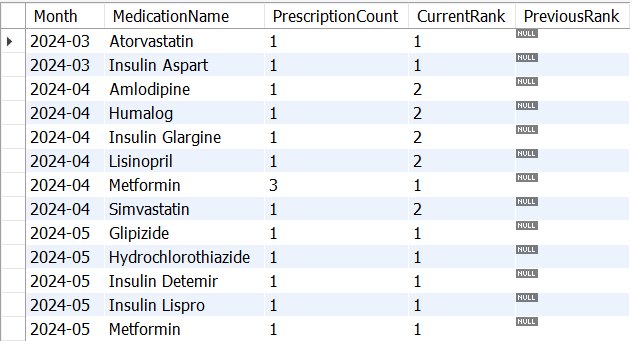 Month MedicationName PrescriptionCount CurrentRank PreviousRank
2024-03 Atorvastatin 1 1 NULL
2024-03 Insulin Aspart 1 1 NULL
2024-04 Amlodipine 1 2 NULL
2024-04 Humalog 1 2 NULL
2024-04 Insulin Glargine 1 2 NULL
2024-04 Lisinopril 1 2 NULL
2024-04 Metformin 3 1 NULL
2024-04 Simvastatin 1 2 NULL
2024-05 Glipizide 1 1 NULL
2024-05 Hydrochlorothiazide 1 1 NULL
2024-05 Insulin Detemir 1 1 NULL
2024-05 Insulin Lispro 1 1 NULL
2024-05 Metformin 1 1 NULL